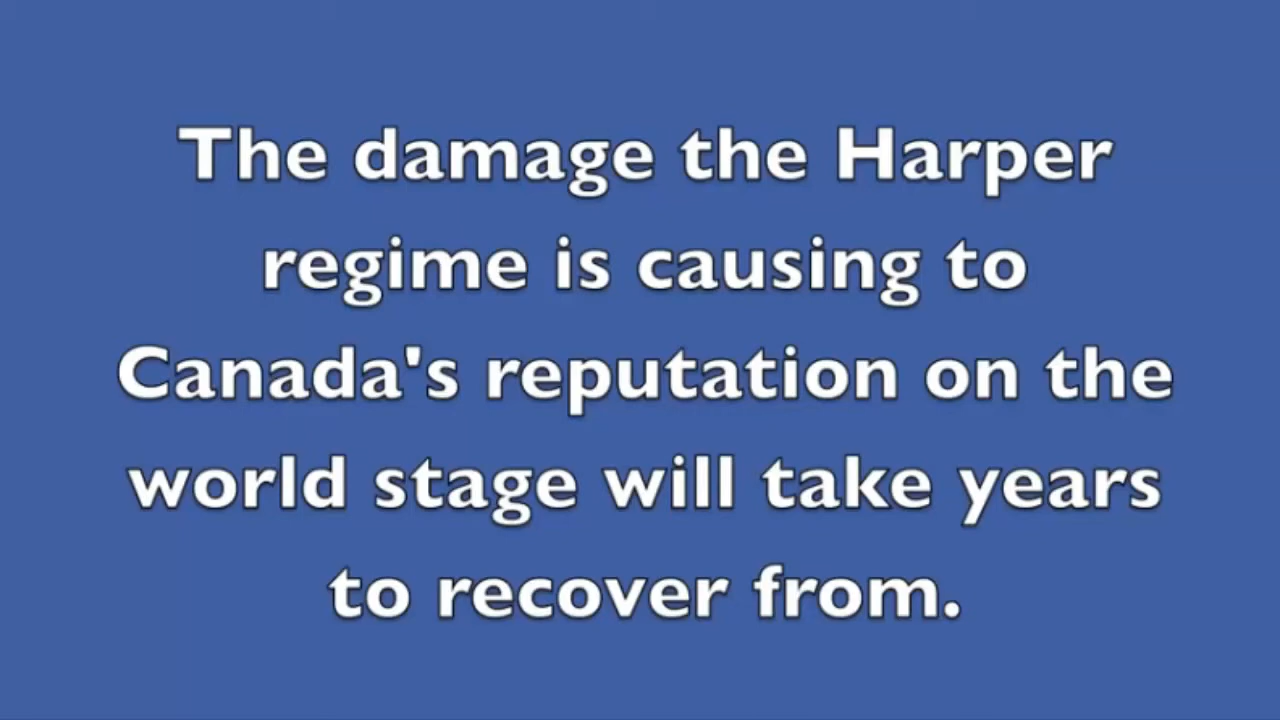 The damage the Harper
regime is causing to
Canada's reputation on the
world stage will take years
to recover from.